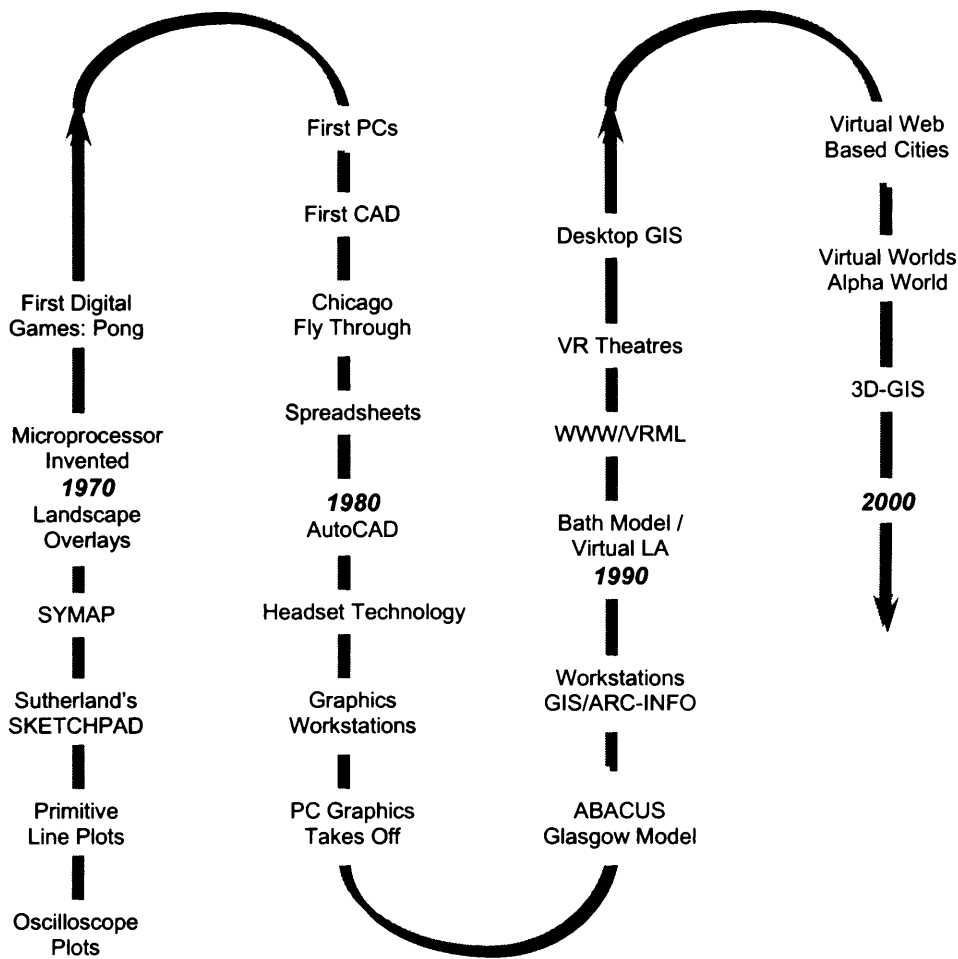 First Digital
Games: Pong
Microprocessor
Invented
1970
Landscape
Overlays
SYMAP
Sutherland's
SKETCHPAD
Primitive
Line Plots
Oscilloscope
Plots
First PCs
First CAD
Chicago
Fly Through
Spreadsheets
1980
AutoCAD
Headset Technology
Graphics
Workstations
PC Graphics
Takes Off
Desktop GIS
VR Theatres
WWW/VRML
Bath Model /
Virtual LA
1990
Workstations
GIS/ARC-INFO
ABACUS
Glasgow Model
Virtual Web
Based Cities
Virtual Worlds
Alpha World
3D-GIS
2000